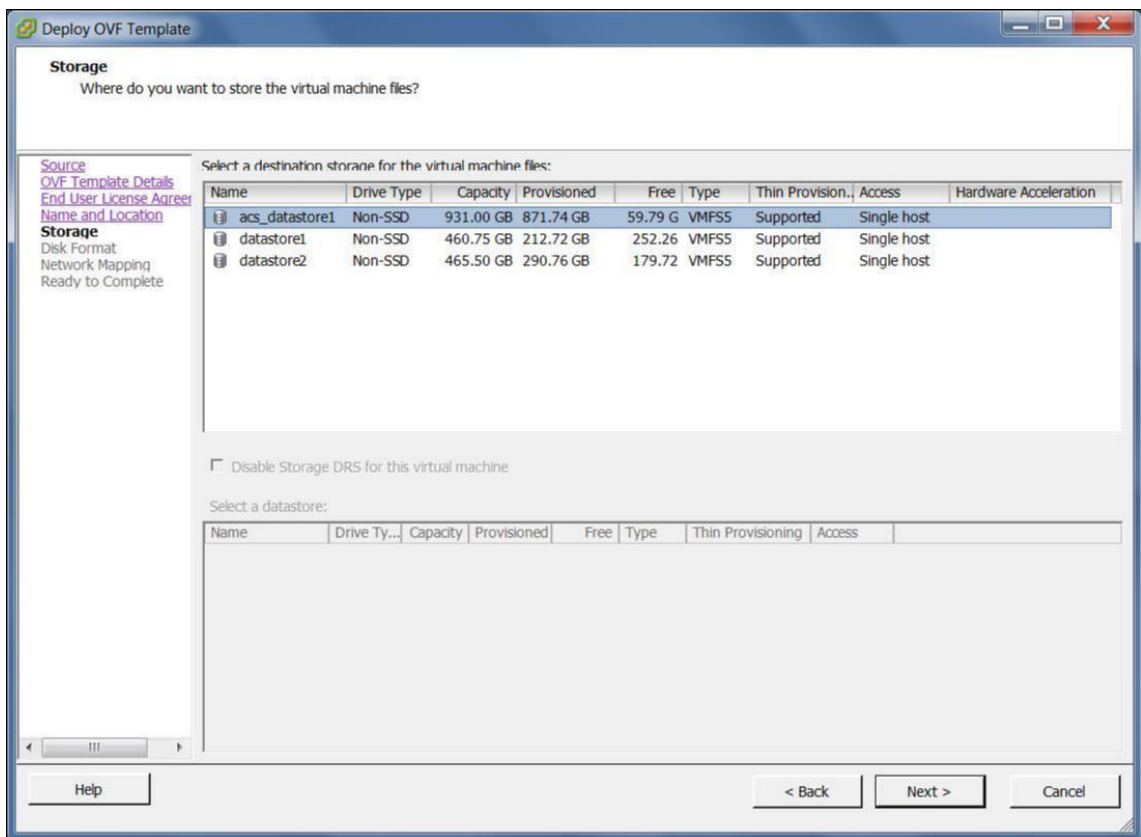 Deploy OVF Template
Storage
Where do you want to store the virtual machine files?
Source
OVF Template Details
End User License Agreer
Name and Location
Storage
Disk Format
Network Mapping
Ready to Complete
Select a destination storage for the virtual machine files:
Name Drive Type Capacity Provisioned Free Type Thin Provision.. Access Hardware Acceleration
acs_datastore1 Non-SSD 931.00 GB 871.74 GB 59.79 G VMFS5 Supported Single host
datastore1 Non-SSD 460.75 GB 212.72 GB 252.26 VMFS5 Supported Single host
datastore2 Non-SSD 465.50 GB 290.76 GB 179.72 VMFS5 Supported Single host
Disable Storage DRS for this virtual machine
Select a datastore:
Name Drive Ty... Capacity Provisioned Free Type Thin Provisioning Access
Help < Back Next > Cancel